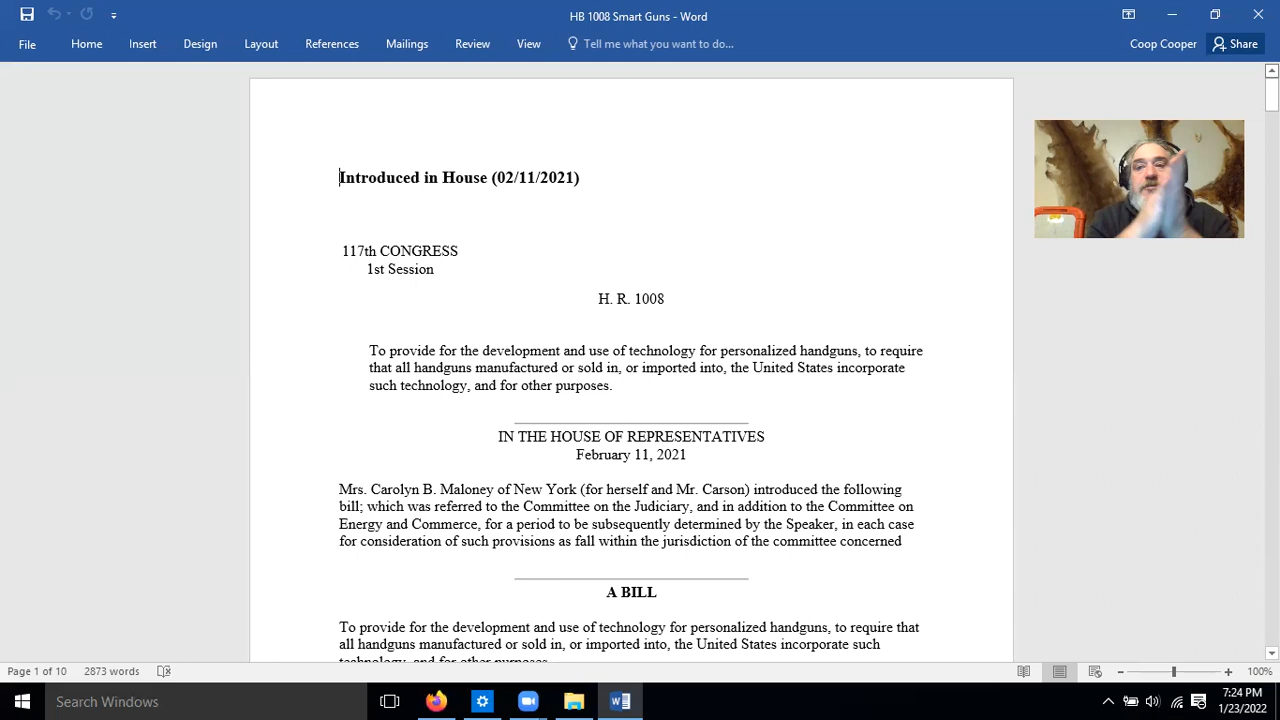 HB 1008 Smart Guns - Word
File Home Insert Design Layout References Mailings Review View Tell me what you want to do... Coop Cooper Share
Introduced in House (02/11/2021)
117th CONGRESS
1st Session
H. R. 1008
To provide for the development and use of technology for personalized handguns, to require
that all handguns manufactured or sold in, or imported into, the United States incorporate
such technology, and for other purposes.
IN THE HOUSE OF REPRESENTATIVES
February 11, 2021
Mrs. Carolyn B. Maloney of New York (for herself and Mr. Carson) introduced the following
bill; which was referred to the Committee on the Judiciary, and in addition to the Committee on
Energy and Commerce, for a period to be subsequently determined by the Speaker, in each case
for consideration of such provisions as fall within the jurisdiction of the committee concerned
A BILL
To provide for the development and use of technology for personalized handguns, to require that
all handguns manufactured or sold in, or imported into, the United States incorporate such
technology, and for other purposes.
Page 1 of 10 2873 words 100%
Search Windows
7:24 PM
1/23/2022